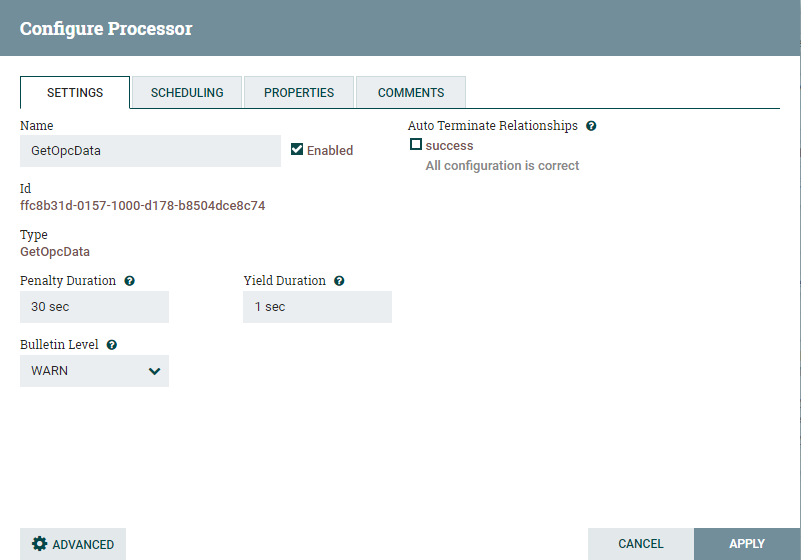 Configure Processor
SETTINGS
SCHEDULING
PROPERTIES
COMMENTS
Name
GetOpcData
Enabled
Id
ffc8b31d-0157-1000-d178-b8504dce8c74
Type
GetOpcData
Penalty Duration
30 sec
Yield Duration
1 sec
Bulletin Level
WARN
Auto Terminate Relationships
success
All configuration is correct
ADVANCED
CANCEL
APPLY